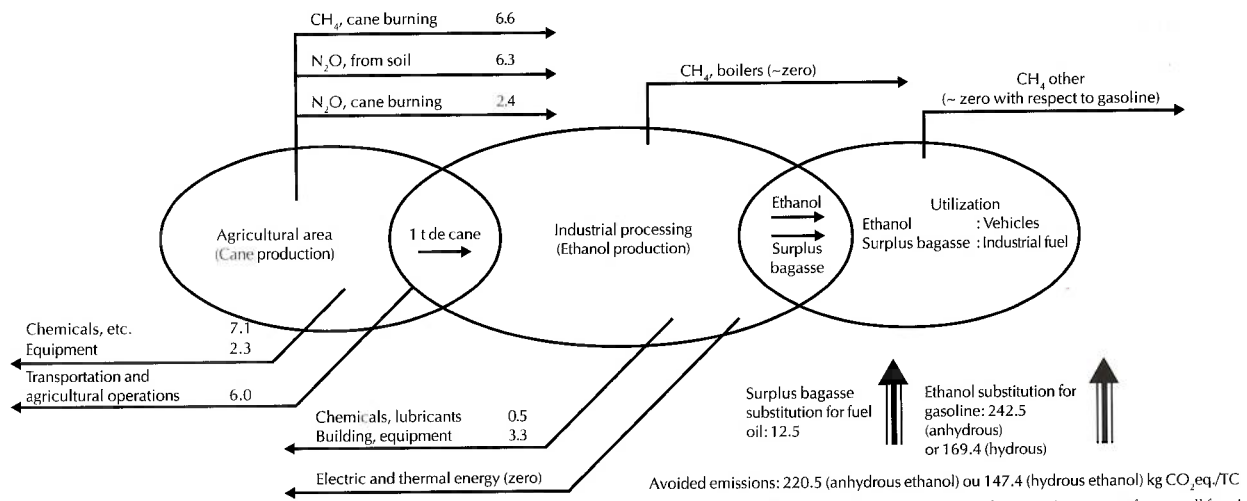 CH₄, cane burning 6.6
N₂O, from soil 6.3
N₂O, cane burning 2.4
CH₄, boilers (~zero)
CH₄ other
(~ zero with respect to gasoline)
Agricultural area
(Cane production)
1 t de cane
Industrial processing
(Ethanol production)
Ethanol
Surplus
bagasse
Utilization
Ethanol : Vehicles
Surplus bagasse : Industrial fuel
Chemicals, etc. 7.1
Equipment 2.3
Transportation and
agricultural operations 6.0
Chemicals, lubricants 0.5
Building, equipment 3.3
Electric and thermal energy (zero)
Surplus bagasse
substitution for fuel
oil: 12.5
Ethanol substitution for
gasoline: 242.5
(anhydrous)
or 169.4 (hydrous)
Avoided emissions: 220.5 (anhydrous ethanol) ou 147.4 (hydrous ethanol) kg CO₂eq./TC